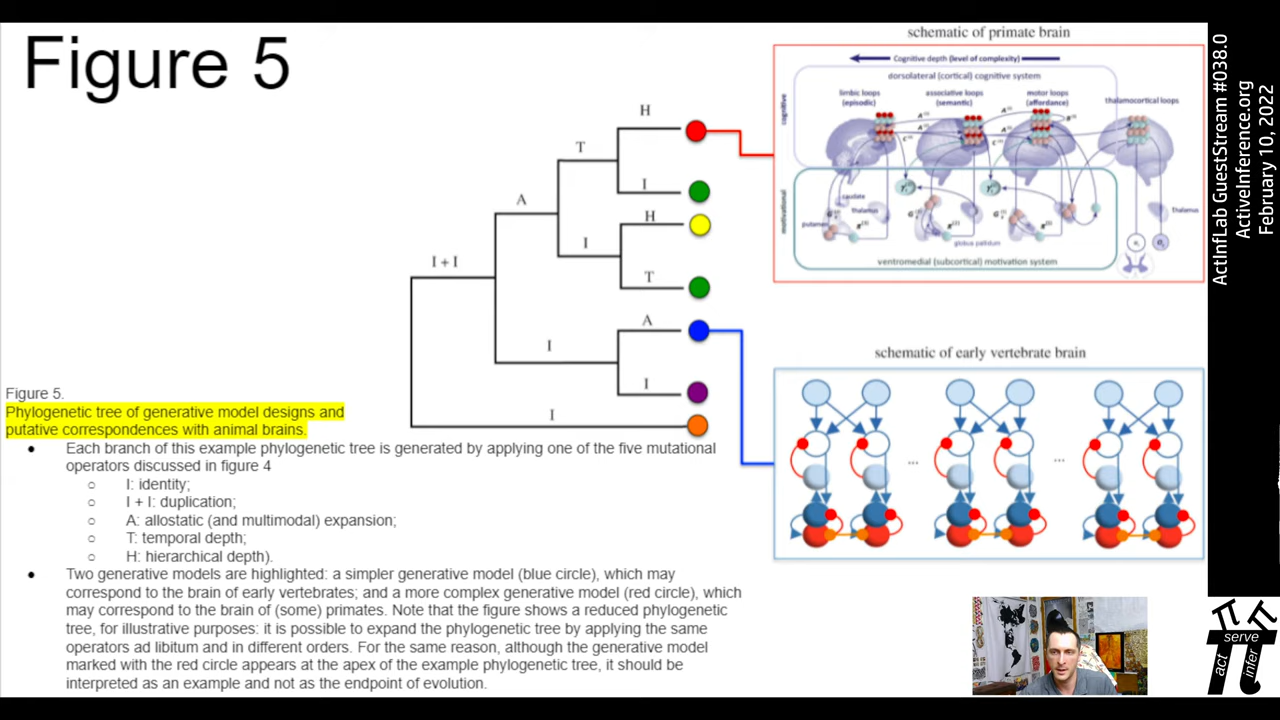 Figure 5
schematic of primate brain
Cognitive depth (level of complexity)
dorsolateral (cortical) cognitive system
limbic loops
(episodic)
associative loops
(semantic)
motor loops
(affordance)
thalamocortical loops
cognitive
motivational
caudate
thalamus
putamen
globus pallidum
Thalamus
ventromedial (subcortical) motivation system
H
T
I
A
H
I
T
I + I
A
I
I
I
schematic of early vertebrate brain
...
...
Figure 5.
Phylogenetic tree of generative model designs and
putative correspondences with animal brains.
● Each branch of this example phylogenetic tree is generated by applying one of the five mutational
operators discussed in figure 4
○ I: identity;
○ I + I: duplication;
○ A: allostatic (and multimodal) expansion;
○ T: temporal depth;
○ H: hierarchical depth).
● Two generative models are highlighted: a simpler generative model (blue circle), which may
correspond to the brain of early vertebrates; and a more complex generative model (red circle), which
may correspond to the brain of (some) primates. Note that the figure shows a reduced phylogenetic
tree, for illustrative purposes: it is possible to expand the phylogenetic tree by applying the same
operators ad libitum and in different orders. For the same reason, although the generative model
marked with the red circle appears at the apex of the example phylogenetic tree, it should be
interpreted as an example and not as the endpoint of evolution.
ActInfLab GuestStream #038.0
ActiveInference.org
February 10, 2022
serve
act
infer